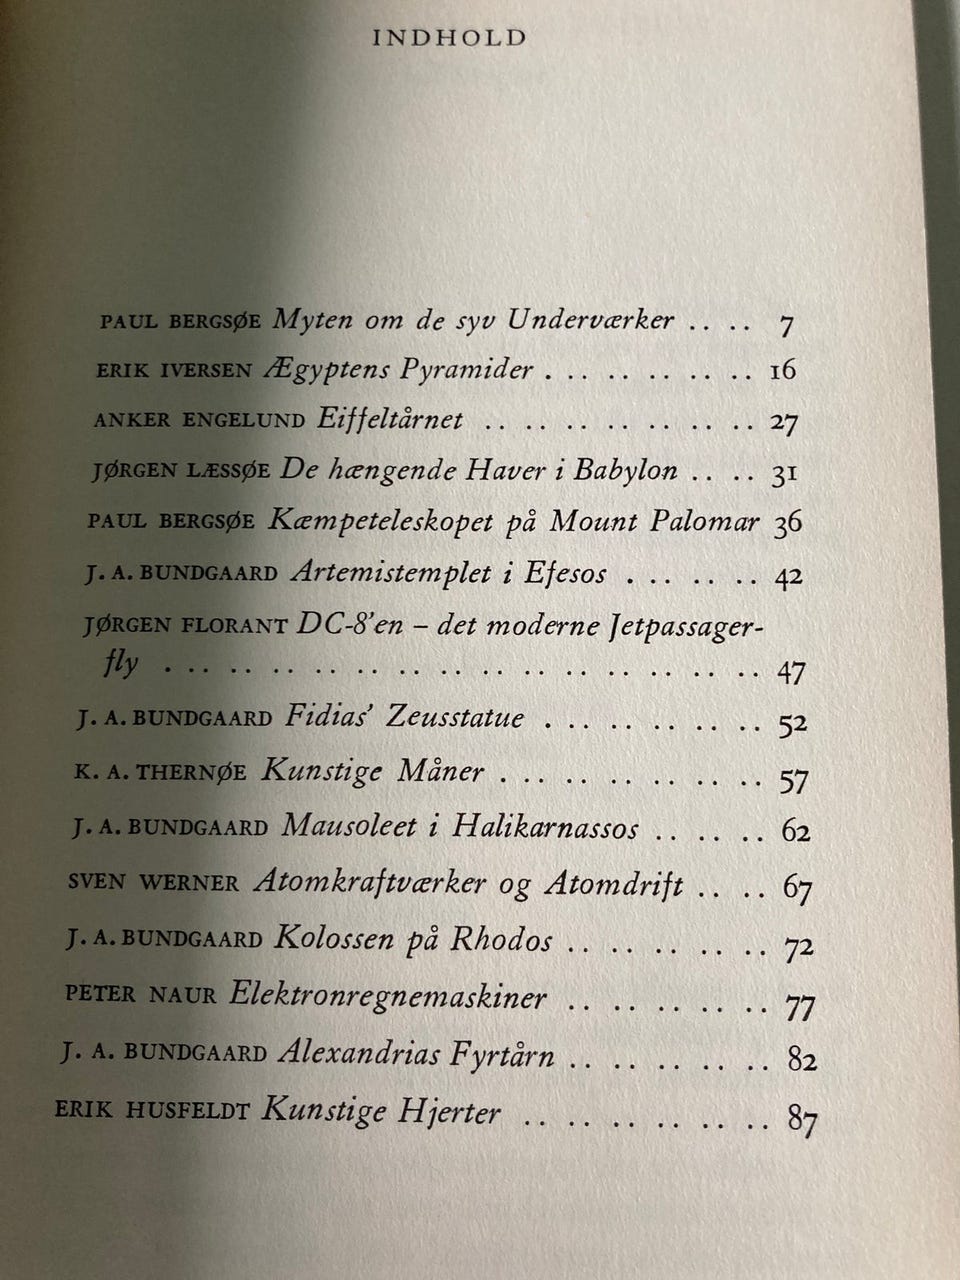 INDHOLD
PAUL BERGSØE Myten om de syv Underværker .. .. 7
ERIK IVERSEN Ægyptens Pyramider . .. .. .. .. .. 16
ANKER ENGELUND Eiffeltårnet .. .. .. .. .. .. .. 27
JØRGEN LÆSSØE De hængende Haver i Babylon .. .. 31
PAUL BERGSØE Kæmpeteleskopet på Mount Palomar 36
J. A. BUNDGAARD Artemistemplet i Efesos . .. .. .. 42
JØRGEN FLORANT DC-8'en – det moderne Jetpassager-
fly . .. .. .. .. .. .. .. .. .. .. .. .. .. .. 47
J. A. BUNDGAARD Fidias' Zeusstatue . .. .. .. .. .. 52
K. A. THERNØE Kunstige Måner . .. .. .. .. .. .. 57
J. A. BUNDGAARD Mausoleet i Halikarnassos .. .. .. 62
SVEN WERNER Atomkraftværker og Atomdrift .. .. 67
J. A. BUNDGAARD Kolossen på Rhodos .. .. .. .. .. 72
PETER NAUR Elektronregnemaskiner .. .. .. .. .. 77
J. A. BUNDGAARD Alexandrias Fyrtårn .. .. .. .. .. 82
ERIK HUSFELDT Kunstige Hjerter .. .. .. .. .. .. 87